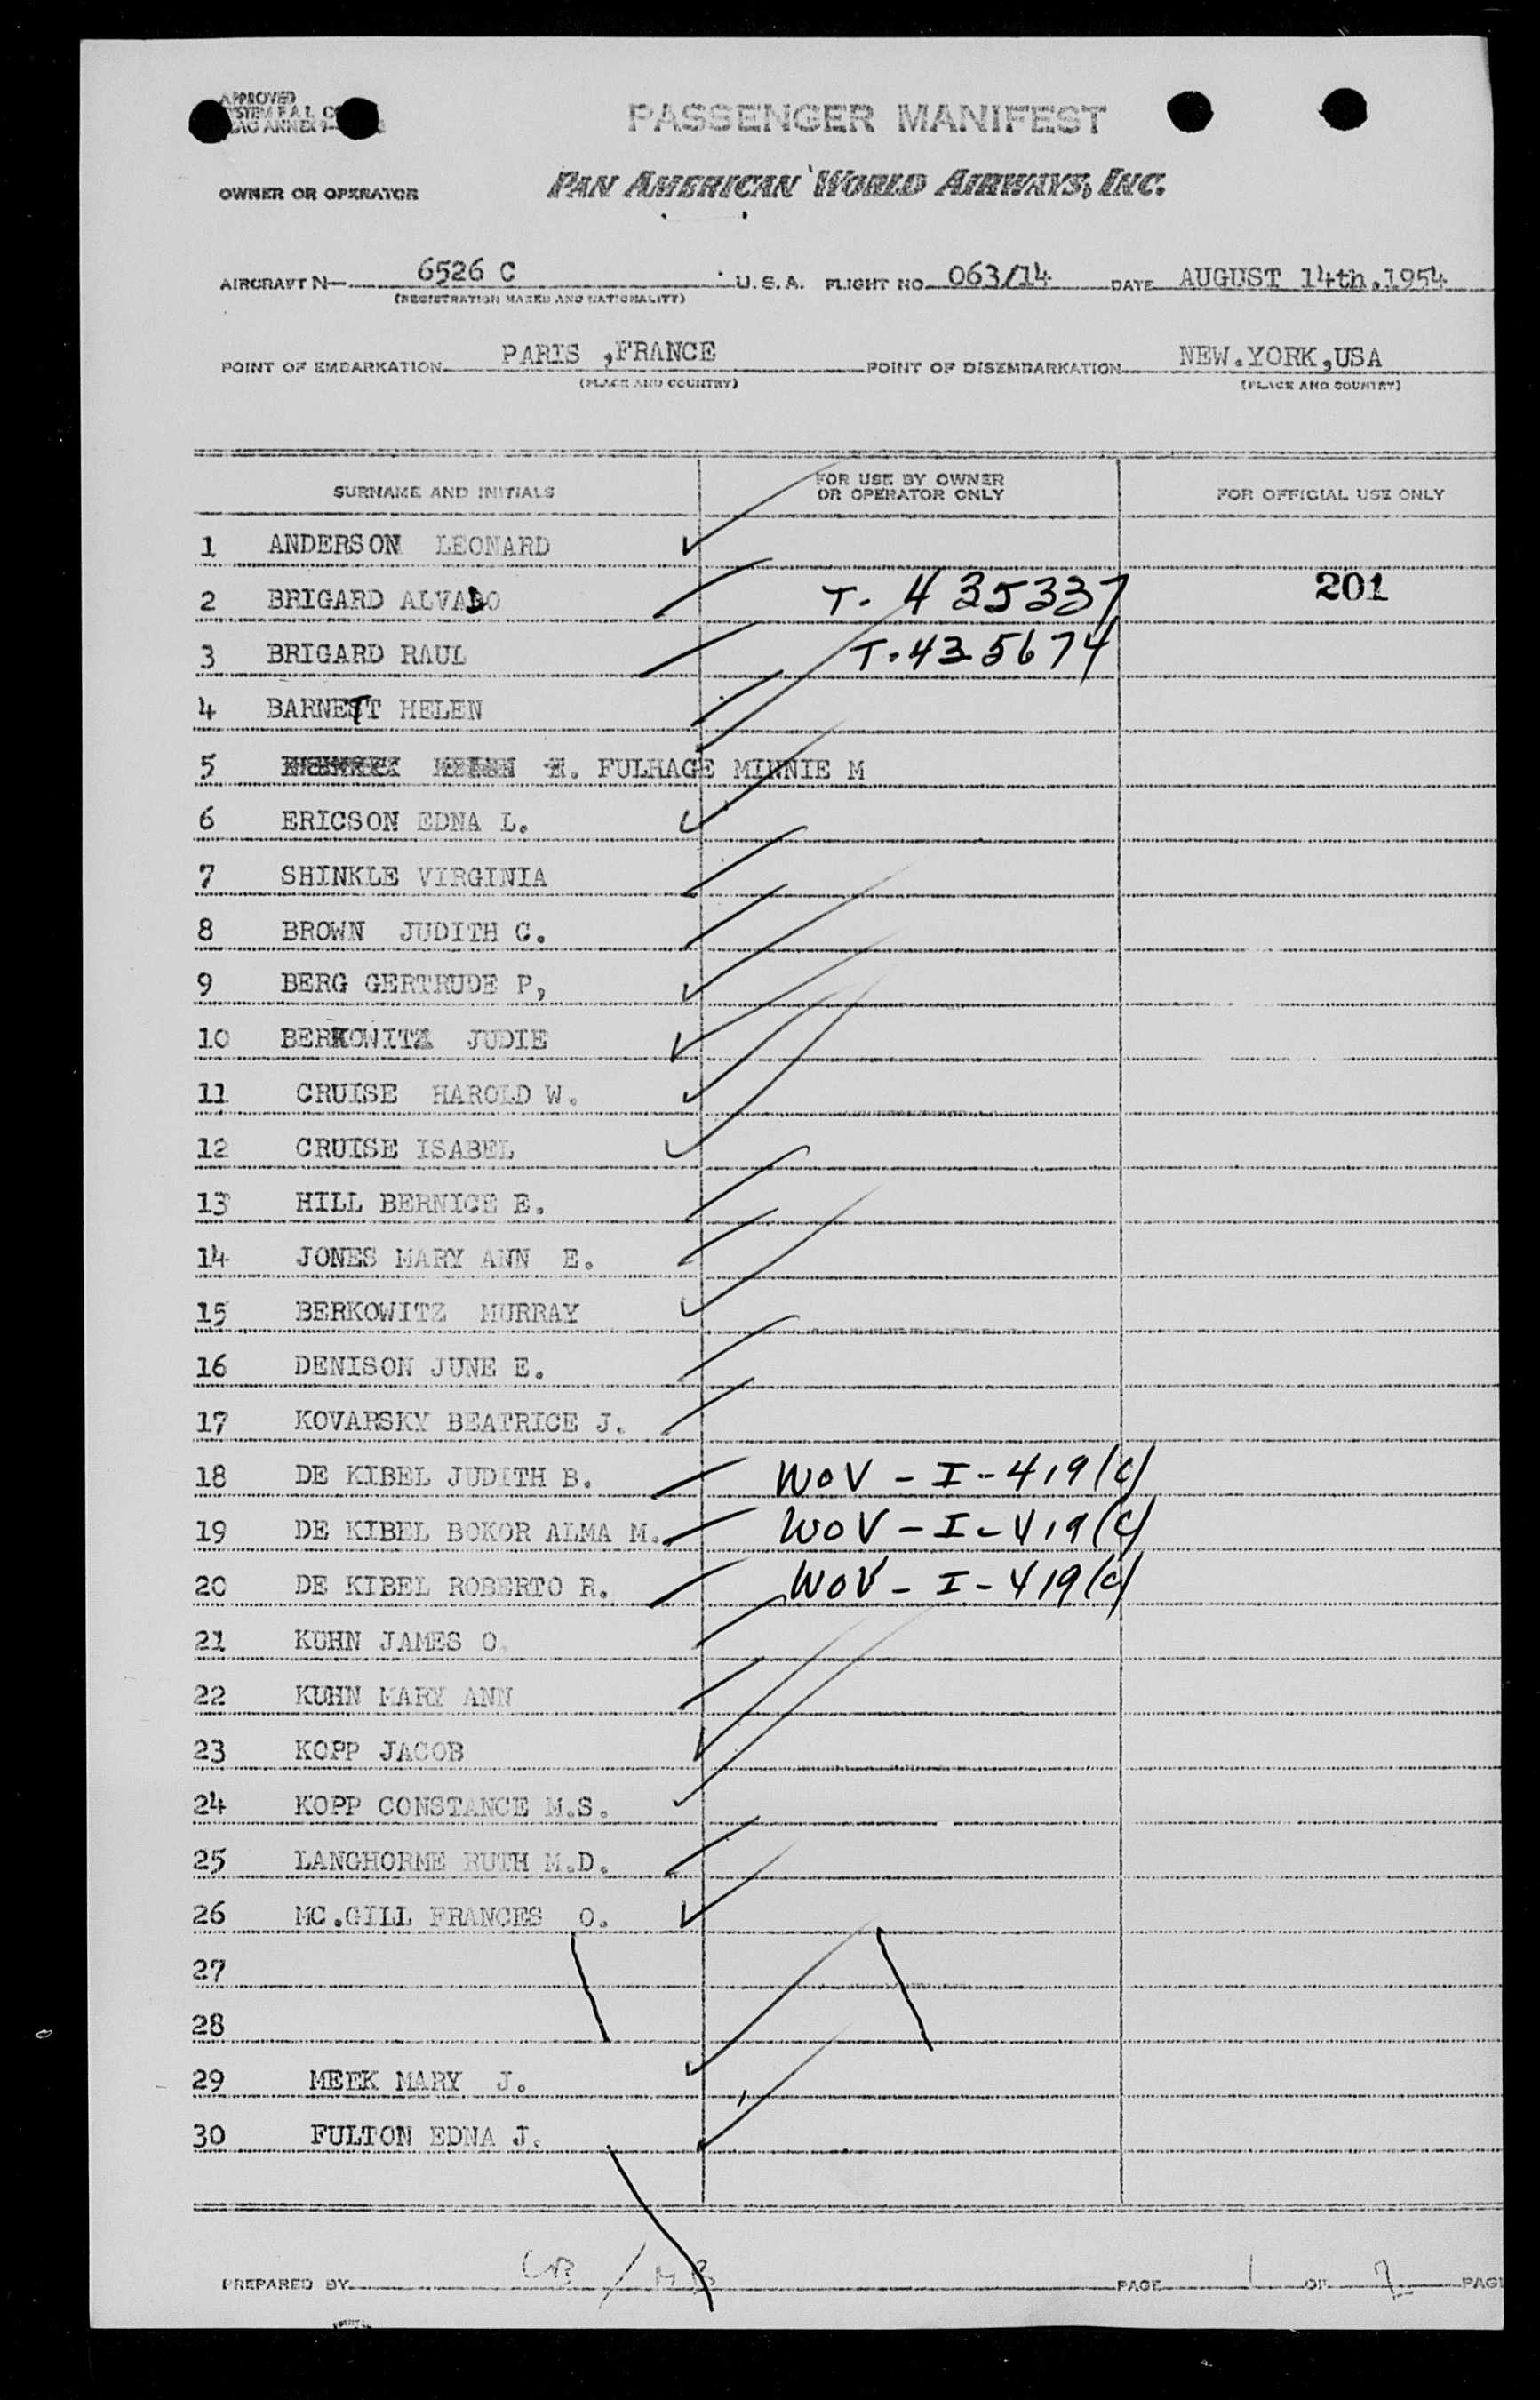 APPROVED
PASSENGER MANIFEST
OWNER OR OPERATOR PAN AMERICAN WORLD AIRWAYS, INC.
AIRCRAFT N 6526 C U.S.A. FLIGHT NO 063/14 DATE AUGUST 14th.1954
(REGISTRATION MARKS AND NATIONALITY)
POINT OF EMBARKATION PARIS ,FRANCE POINT OF DISEMBARKATION NEW.YORK,USA
(PLACE AND COUNTRY) (PLACE AND COUNTRY)
SURNAME AND INITIALS FOR USE BY OWNER OR OPERATOR ONLY FOR OFFICIAL USE ONLY
1 ANDERSON LEONARD
2 BRIGARD ALVADO T. 435337 201
3 BRIGARD RAUL T. 435674
4 BARNETT HELEN
5 H. FULHAGE MINNIE M
6 ERICSON EDNA L.
7 SHINKLE VIRGINIA
8 BROWN JUDITH C.
9 BERG GERTRUDE P,
10 BERKOWITZ JUDIE
11 CRUISE HAROLD W.
12 CRUISE ISABEL
13 HILL BERNICE E.
14 JONES MARY ANN E.
15 BERKOWITZ MURRAY
16 DENISON JUNE E.
17 KOVARSKY BEATRICE J.
18 DE KIBEL JUDITH B. WOV - I - 419(c)
19 DE KIBEL BOKOR ALMA M. WOV - I - 419(c)
20 DE KIBEL ROBERTO R. WOV - I - 419(c)
21 KUHN JAMES O.
22 KUHN MARY ANN
23 KOPP JACOB
24 KOPP CONSTANCE M.S.
25 LANGHORME RUTH M.D.
26 MC.GILL FRANCES O.
27
28
29 MEEK MARY J.
30 FULTON EDNA J.
PREPARED BY CB / MB PAGE 1 OF 7 PAG